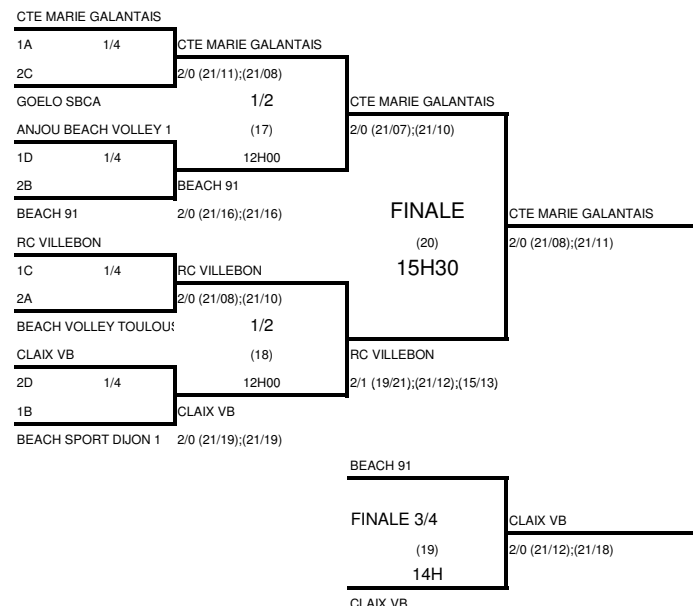 CTE MARIE GALANTAIS
1A 1/4
CTE MARIE GALANTAIS
2C
2/0 (21/11);(21/08)
GOELO SBCA
1/2
CTE MARIE GALANTAIS
ANJOU BEACH VOLLEY 1
(17)
2/0 (21/07);(21/10)
1D 1/4
12H00
2B
BEACH 91
BEACH 91
2/0 (21/16);(21/16)
FINALE
CTE MARIE GALANTAIS
RC VILLEBON
(20)
2/0 (21/08);(21/11)
1C 1/4
RC VILLEBON
15H30
2A
2/0 (21/08);(21/10)
BEACH VOLLEY TOULOUS
1/2
CLAIX VB
(18)
RC VILLEBON
2D 1/4
12H00
2/1 (19/21);(21/12);(15/13)
1B
CLAIX VB
BEACH SPORT DIJON 1
2/0 (21/19);(21/19)
BEACH 91
FINALE 3/4
CLAIX VB
(19)
2/0 (21/12);(21/18)
14H
CLAIX VB